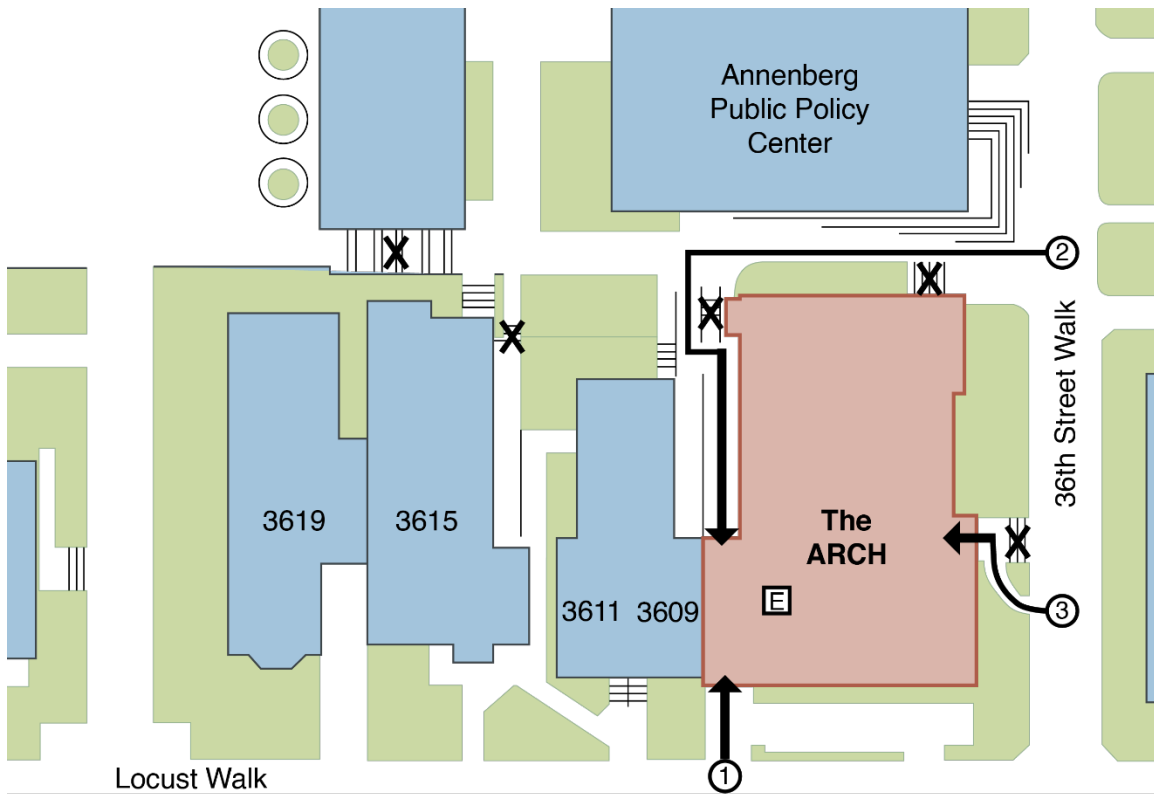 Annenberg
Public Policy
Center
2
36th Street Walk
3619
3615
The
ARCH
E
3611
3609
3
1
Locust Walk